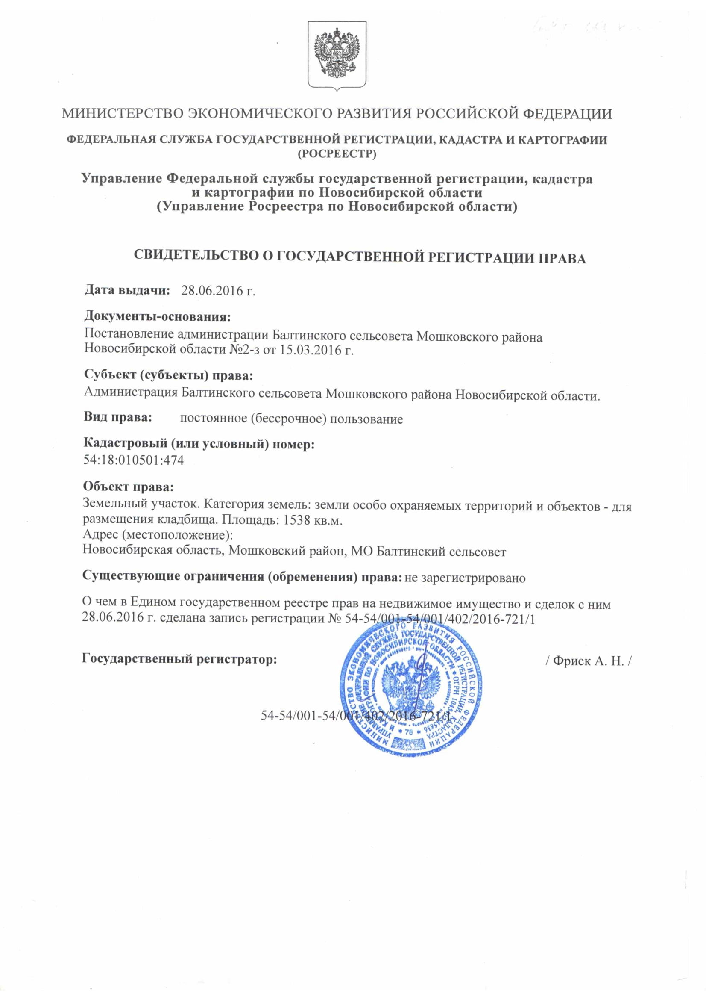 МИНИСТЕРСТВО ЭКОНОМИЧЕСКОГО РАЗВИТИЯ РОССИЙСКОЙ ФЕДЕРАЦИИ
ФЕДЕРАЛЬНАЯ СЛУЖБА ГОСУДАРСТВЕННОЙ РЕГИСТРАЦИИ, КАДАСТРА И КАРТОГРАФИИ
(РОСРЕЕСТР)
Управление Федеральной службы государственной регистрации, кадастра
и картографии по Новосибирской области
(Управление Росреестра по Новосибирской области)
СВИДЕТЕЛЬСТВО О ГОСУДАРСТВЕННОЙ РЕГИСТРАЦИИ ПРАВА
Дата выдачи: 28.06.2016 г.
Документы-основания:
Постановление администрации Балтинского сельсовета Мошковского района
Новосибирской области №2-з от 15.03.2016 г.
Субъект (субъекты) права:
Администрация Балтинского сельсовета Мошковского района Новосибирской области.
Вид права: постоянное (бессрочное) пользование
Кадастровый (или условный) номер:
54:18:010501:474
Объект права:
Земельный участок. Категория земель: земли особо охраняемых территорий и объектов - для
размещения кладбища. Площадь: 1538 кв.м.
Адрес (местоположение):
Новосибирская область, Мошковский район, МО Балтинский сельсовет
Существующие ограничения (обременения) права: не зарегистрировано
О чем в Едином государственном реестре прав на недвижимое имущество и сделок с ним
28.06.2016 г. сделана запись регистрации № 54-54/001-54/001/402/2016-721/1
Государственный регистратор: / Фриск А. Н. /
54-54/001-54/001/402/2016-721/1
МИНИСТЕРСТВО ЭКОНОМИЧЕСКОГО РАЗВИТИЯ РОССИЙСКОЙ ФЕДЕРАЦИИ
УПРАВЛЕНИЕ ФЕДЕРАЛЬНОЙ СЛУЖБЫ ГОСУДАРСТВЕННОЙ РЕГИСТРАЦИИ, КАДАСТРА
И КАРТОГРАФИИ ПО НОВОСИБИРСКОЙ ОБЛАСТИ * ОГРН
* 78 *